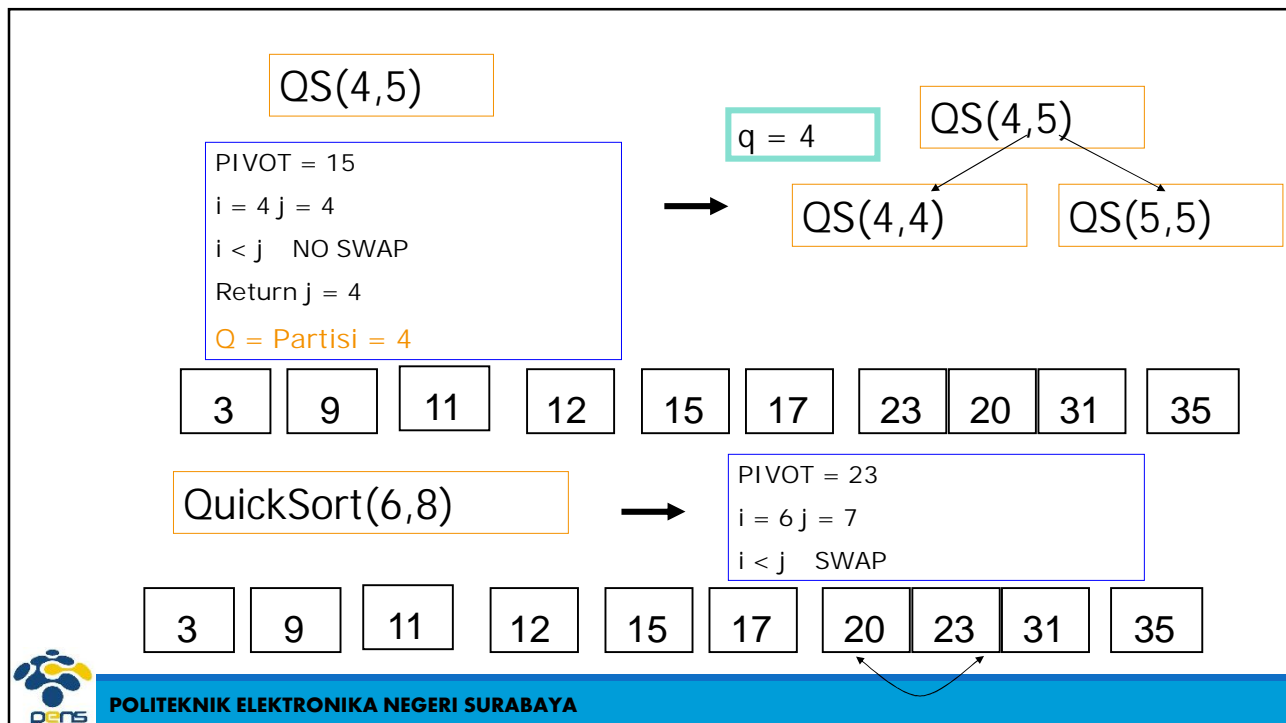 QS(4,5)
PIVOT = 15
i = 4 j = 4
i < j NO SWAP
Return j = 4
Q = Partisi = 4
q = 4
QS(4,5)
QS(4,4) QS(5,5)
3 9 11 12 15 17 23 20 31 35
QuickSort(6,8)
PIVOT = 23
i = 6 j = 7
i < j SWAP
3 9 11 12 15 17 20 23 31 35
pens
POLITEKNIK ELEKTRONIKA NEGERI SURABAYA